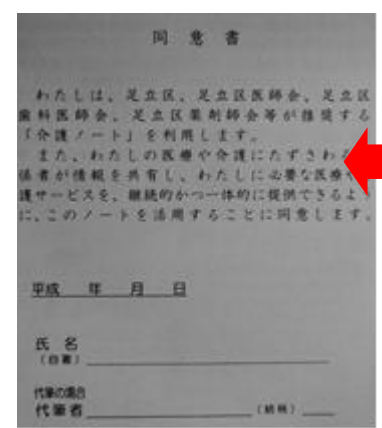 同 意 書
わたしは、足立区、足立区医師会、足立区
歯科医師会、足立区薬剤師会等が推奨する
「介護ノート」を利用します。
また、わたしの医療や介護にたずさわる
係者が情報を共有し、わたしに必要な医療や
護サービスを、継続的かつ一体的に提供できるよう
に、このノートを活用することに同意します。
平成 年 月 日
氏 名
(自署)
代筆の場合
代筆者 (続柄)